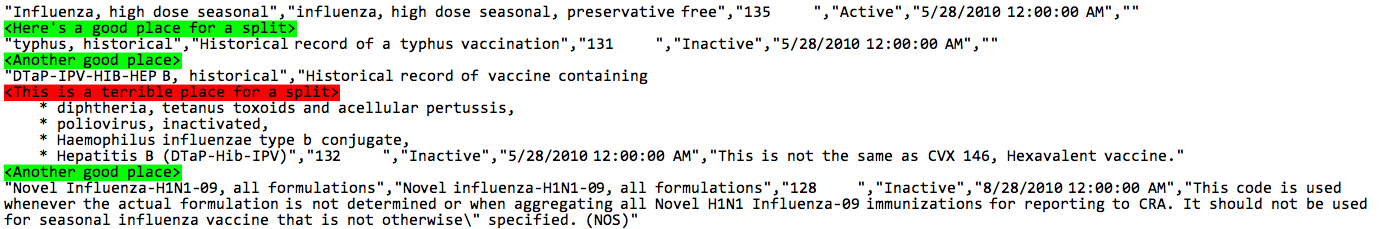 "Influenza, high dose seasonal","influenza, high dose seasonal, preservative free","135     ","Active","5/28/2010 12:00:00 AM",""
<Here's a good place for a split>
"typhus, historical","Historical record of a typhus vaccination","131     ","Inactive","5/28/2010 12:00:00 AM",""
<Another good place>
"DTaP-IPV-HIB-HEP B, historical","Historical record of vaccine containing
<This is a terrible place for a split>
    * diphtheria, tetanus toxoids and acellular pertussis,
    * poliovirus, inactivated,
    * Haemophilus influenzae type b conjugate,
    * Hepatitis B (DTaP-Hib-IPV)","132     ","Inactive","5/28/2010 12:00:00 AM","This is not the same as CVX 146, Hexavalent vaccine."
<Another good place>
"Novel Influenza-H1N1-09, all formulations","Novel influenza-H1N1-09, all formulations","128     ","Inactive","8/28/2010 12:00:00 AM","This code is used
whenever the actual formulation is not determined or when aggregating all Novel H1N1 Influenza-09 immunizations for reporting to CRA. It should not be used
for seasonal influenza vaccine that is not otherwise\" specified. (NOS)"